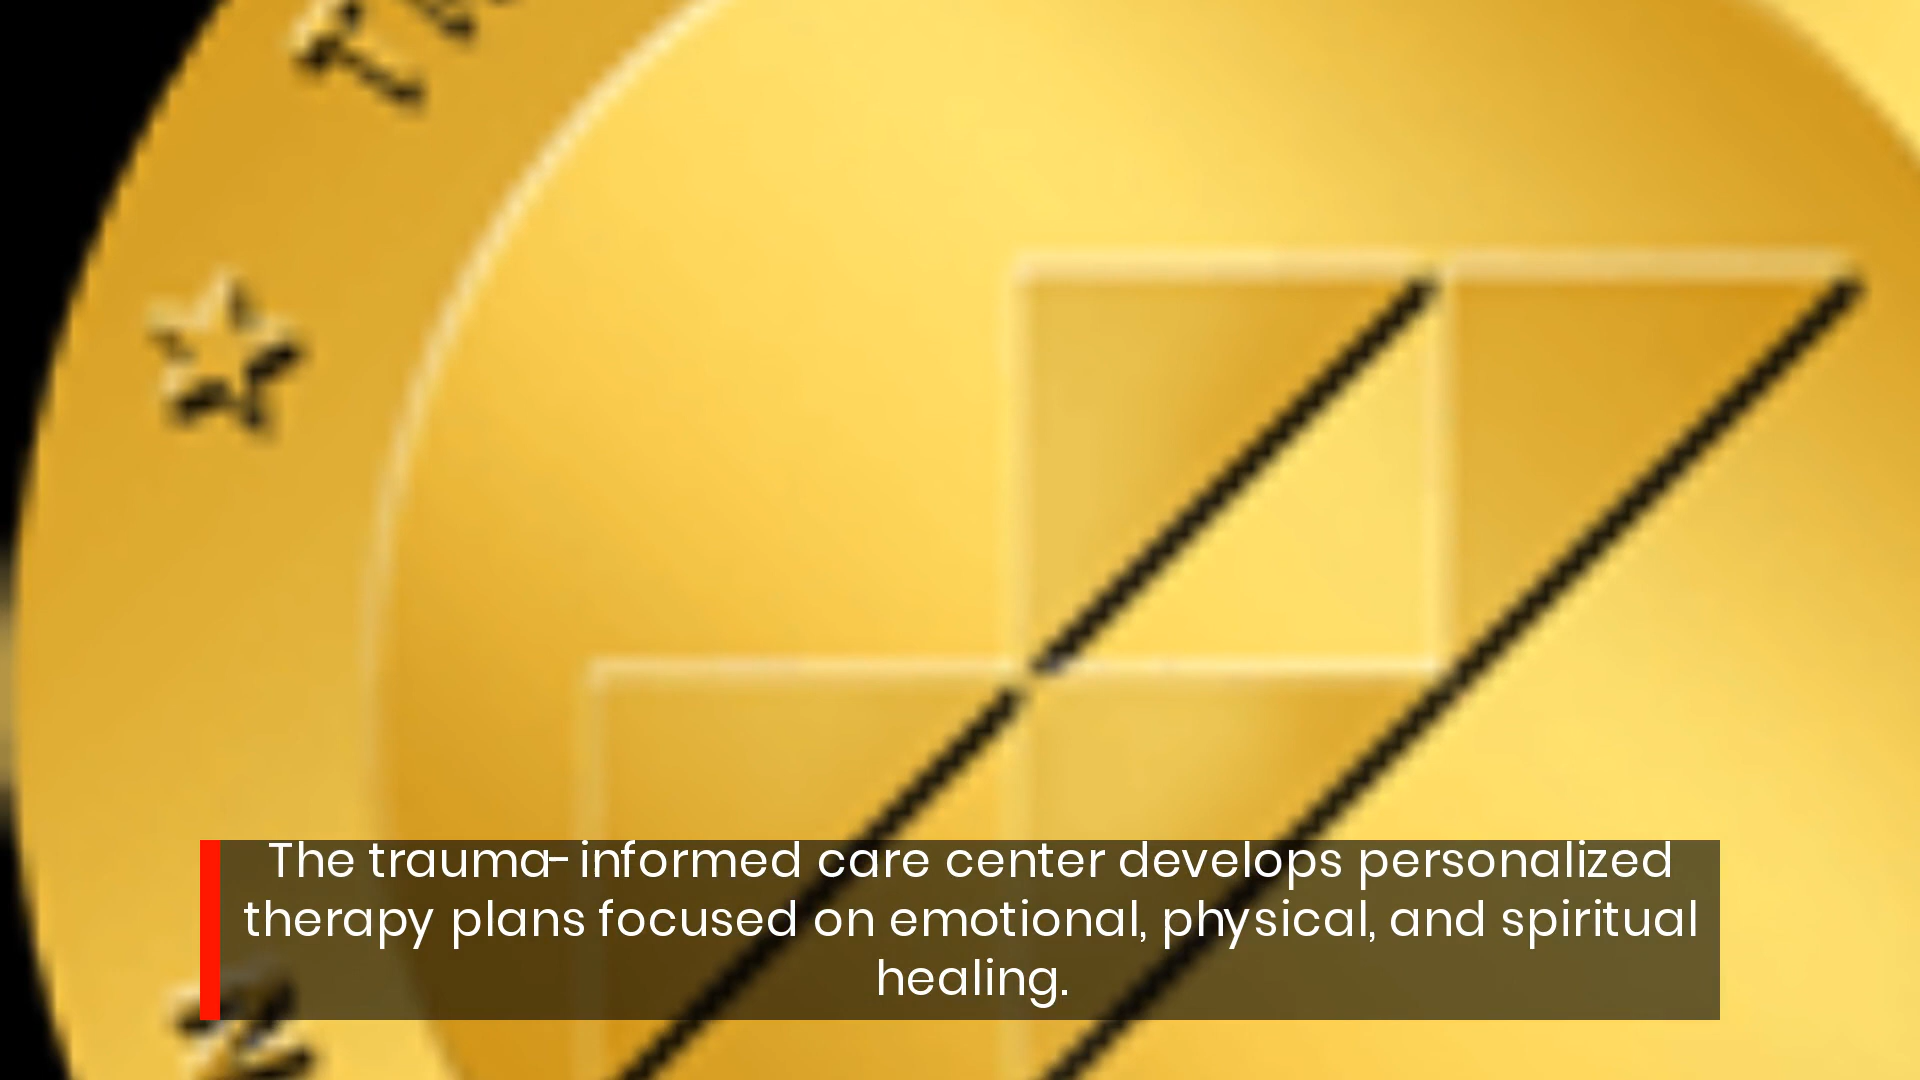 The trauma-informed care center develops personalized
therapy plans focused on emotional, physical, and spiritual
healing.